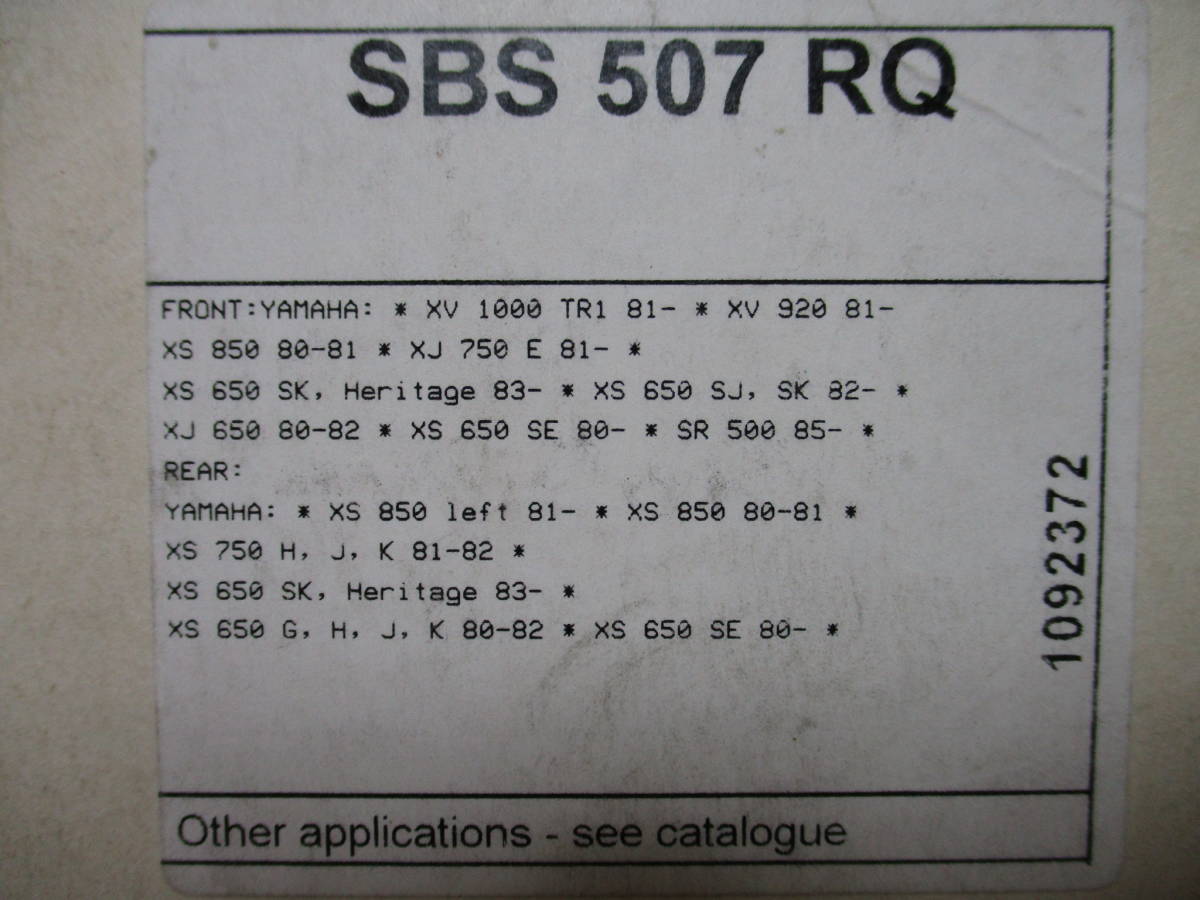 SBS 507 RQ
FRONT:YAMAHA: * XV 1000 TR1 81- * XV 920 81-
XS 850 80-81 * XJ 750 E 81- *
XS 650 SK, Heritage 83- * XS 650 SJ, SK 82- *
XJ 650 80-82 * XS 650 SE 80- * SR 500 85- *
REAR:
YAMAHA: * XS 850 left 81- * XS 850 80-81 *
XS 750 H, J, K 81-82 *
XS 650 SK, Heritage 83- *
XS 650 G, H, J, K 80-82 * XS 650 SE 80- *
1092372
Other applications - see catalogue